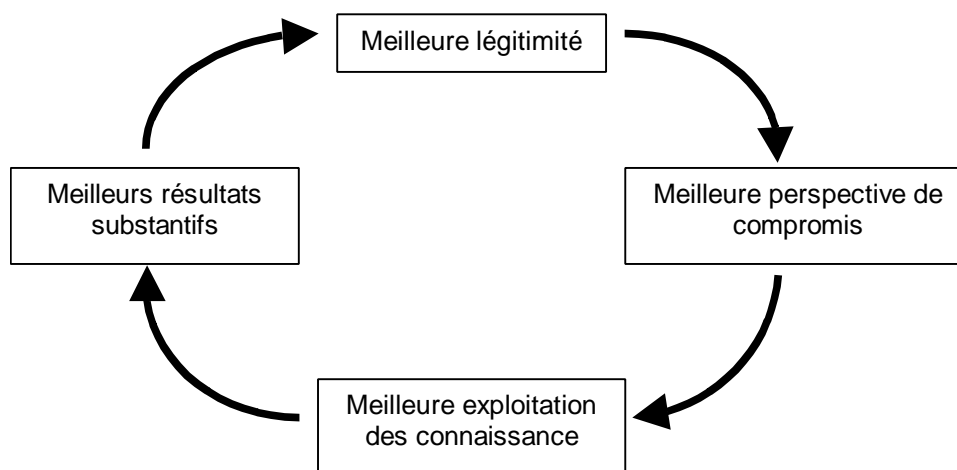 Meilleure légitimité
Meilleurs résultats
substantifs
Meilleure perspective de
compromis
Meilleure exploitation
des connaissance